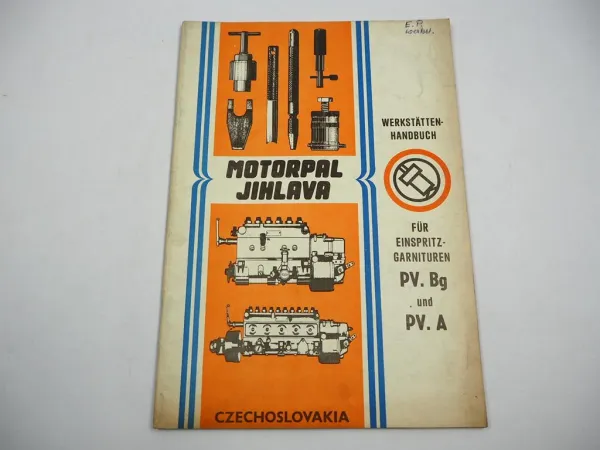 E. P.
MOTORPAL
JIHLAVA
CZECHOSLOVAKIA
WERKSTÄTTEN-
HANDBUCH
FÜR
EINSPRITZ-
GARNITUREN
PV. Bg
und
PV. A